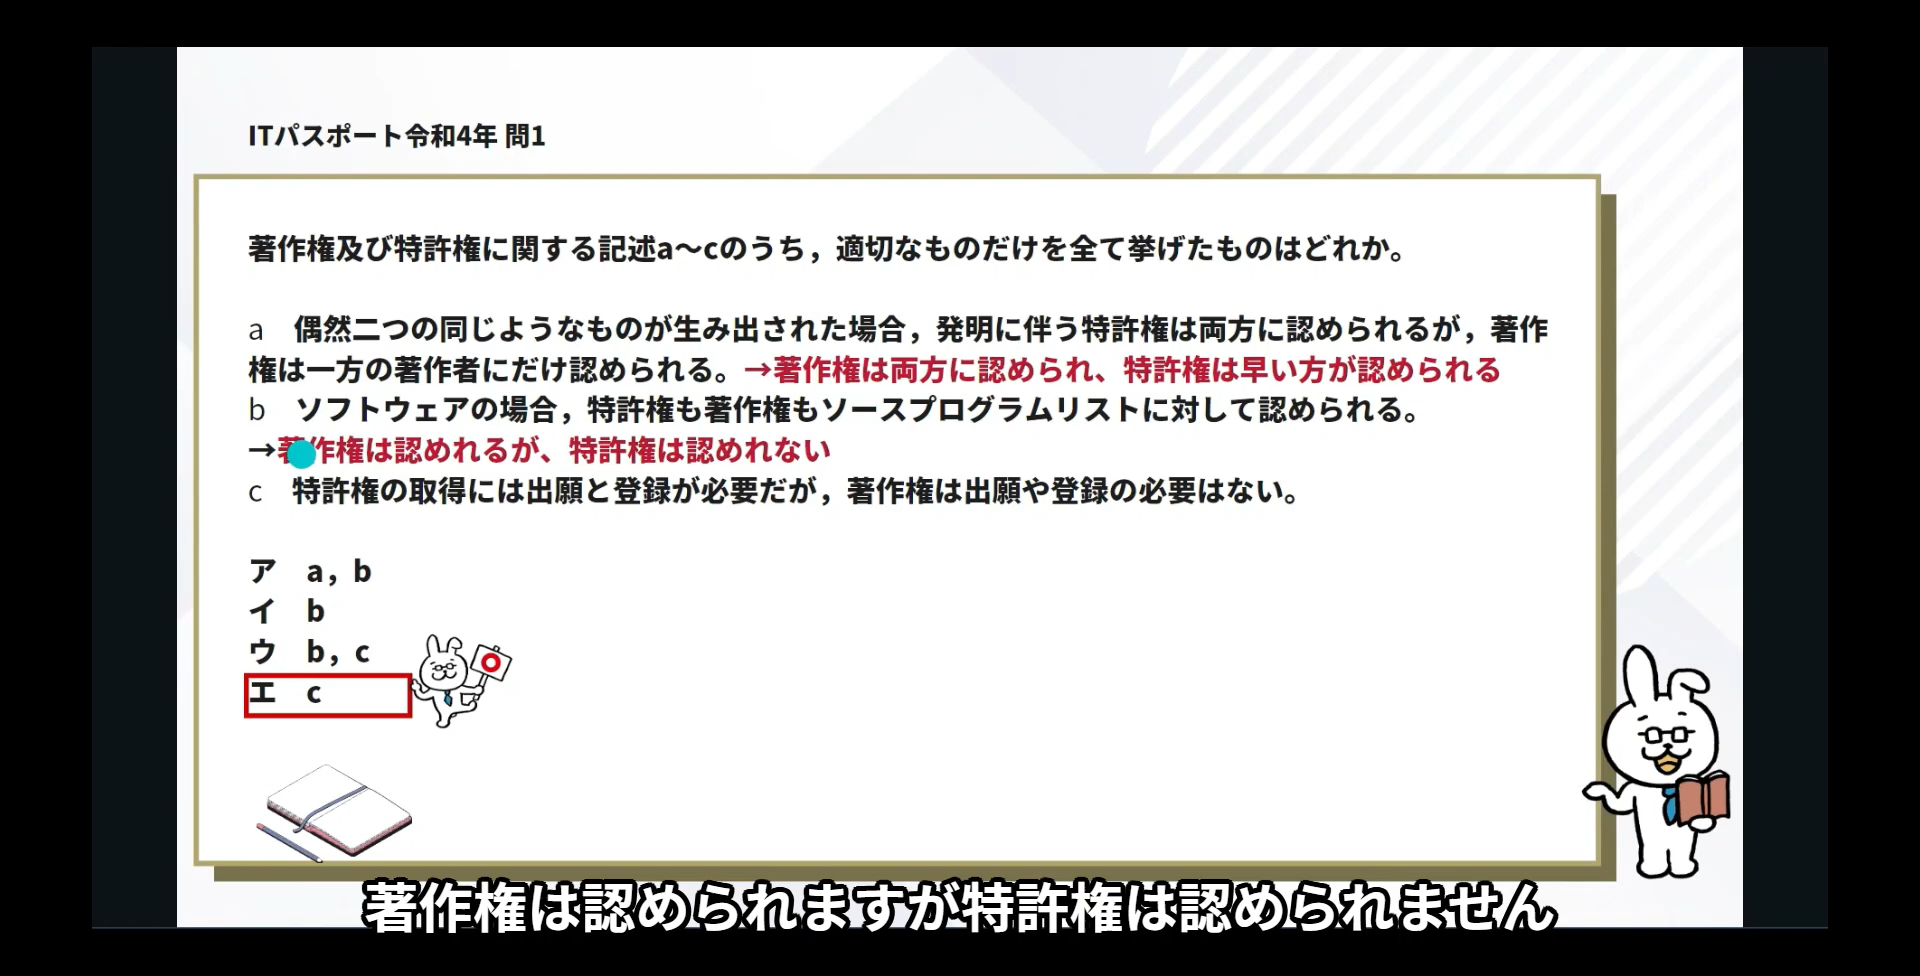 ITパスポート令和4年 問1
著作権及び特許権に関する記述a～cのうち，適切なものだけを全て挙げたものはどれか。
a　偶然二つの同じようなものが生み出された場合，発明に伴う特許権は両方に認められるが，著作
権は一方の著作者にだけ認められる。→著作権は両方に認められ、特許権は早い方が認められる
b　ソフトウェアの場合，特許権も著作権もソースプログラムリストに対して認められる。
→著作権は認めれるが、特許権は認めれない
c　特許権の取得には出願と登録が必要だが，著作権は出願や登録の必要はない。
ア　a，b
イ　b
ウ　b，c
エ　c
著作権は認められますが特許権は認められません